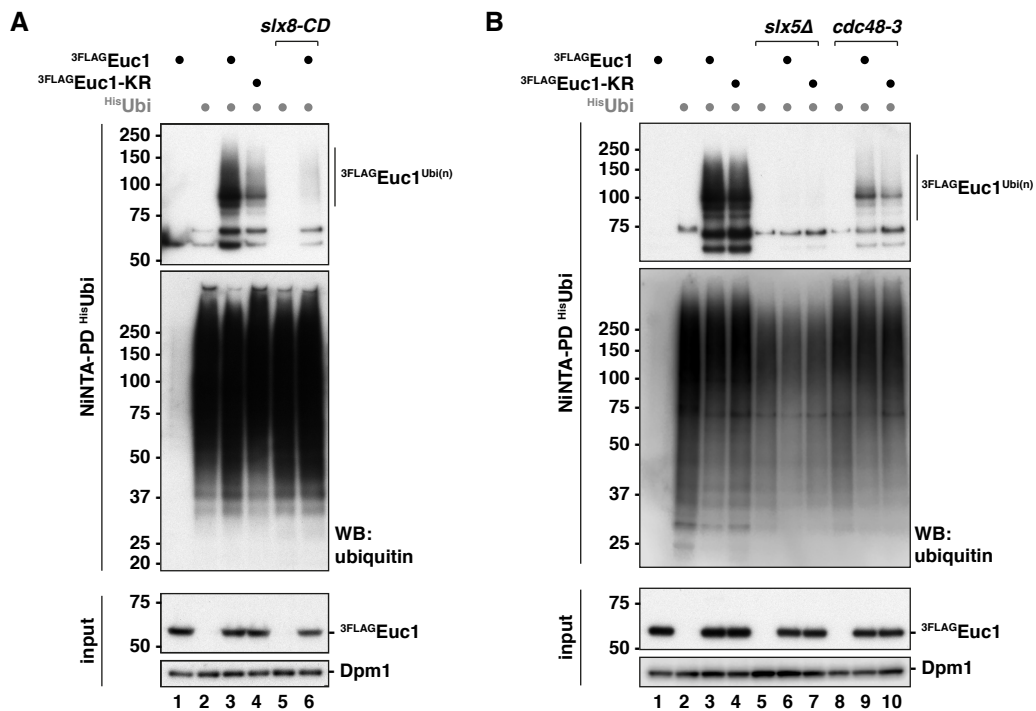 A
slx8-CD
3FLAGEuc1
3FLAGEuc1-KR
HisUbi
250
150
100
75
50
3FLAGEuc1Ubi(n)
NiNTA-PD HisUbi
250
150
100
75
50
37
25
20
WB:
ubiquitin
input
75
50
3FLAGEuc1
Dpm1
1 2 3 4 5 6
B
slx5Δ cdc48-3
3FLAGEuc1
3FLAGEuc1-KR
HisUbi
250
150
100
75
3FLAGEuc1Ubi(n)
NiNTA-PD HisUbi
250
150
100
75
50
37
25
WB:
ubiquitin
input
75
50
3FLAGEuc1
Dpm1
1 2 3 4 5 6 7 8 9 10